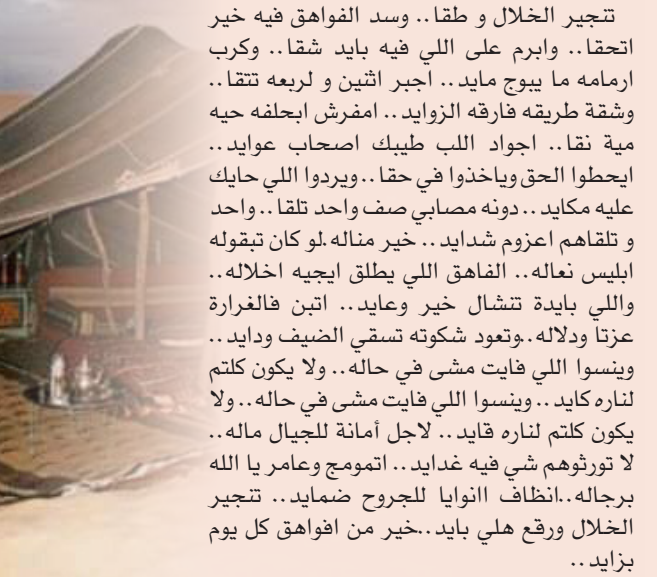 تنجير الخلال و طقا.. وسد الفواهق فيه خير
اتحقا.. وابرم على اللي فيه بايد شقا.. وكرب
ارمامه ما يبوج مايد.. اجبر اثنين و لربعه تتقا..
وشقة طريقه فارقه الزوايد.. امفرش ابحلفه حيه
مية نقا.. اجواد اللب طيبك اصحاب عوايد..
ايحطوا الحق وياخذوا في حقا.. ويردوا اللي حايك
عليه مكايد.. دونه مصابي صف واحد تلقا.. واحد
و تلقاهم اعزوم شدايد.. خير مناله.لو كان تبقوله
ابليس نعاله.. الفاهق اللي يطلق ايجيه اخلاله..
واللي بايدة تنشال خير وعايد.. اتبن فالغرارة
عزتا ودلاله..وتعود شكوته تسقي الضيف ودايد..
وينسوا اللي فايت مشى في حاله.. ولا يكون كلتم
لناره كايد.. وينسوا اللي فايت مشى في حاله.. ولا
يكون كلتم لناره قايد.. لاجل أمانة للجيال ماله..
لا تورثوهم شي فيه غدايد.. اتمومج وعامر يا الله
برجاله..انظاف اانوايا للجروح ضمايد.. تنجير
الخلال ورقع هلي بايد..خير من افواهق كل يوم
بزايد..